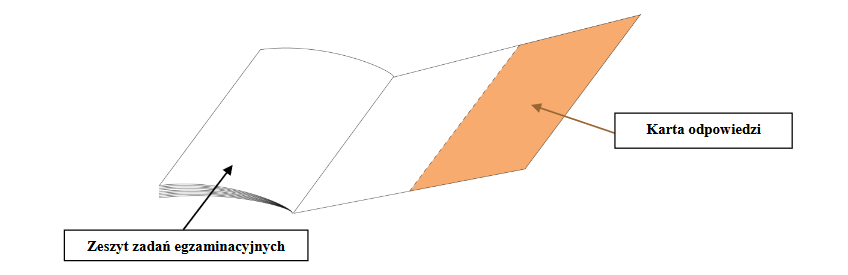 Karta odpowiedzi
Zeszyt zadań egzaminacyjnych